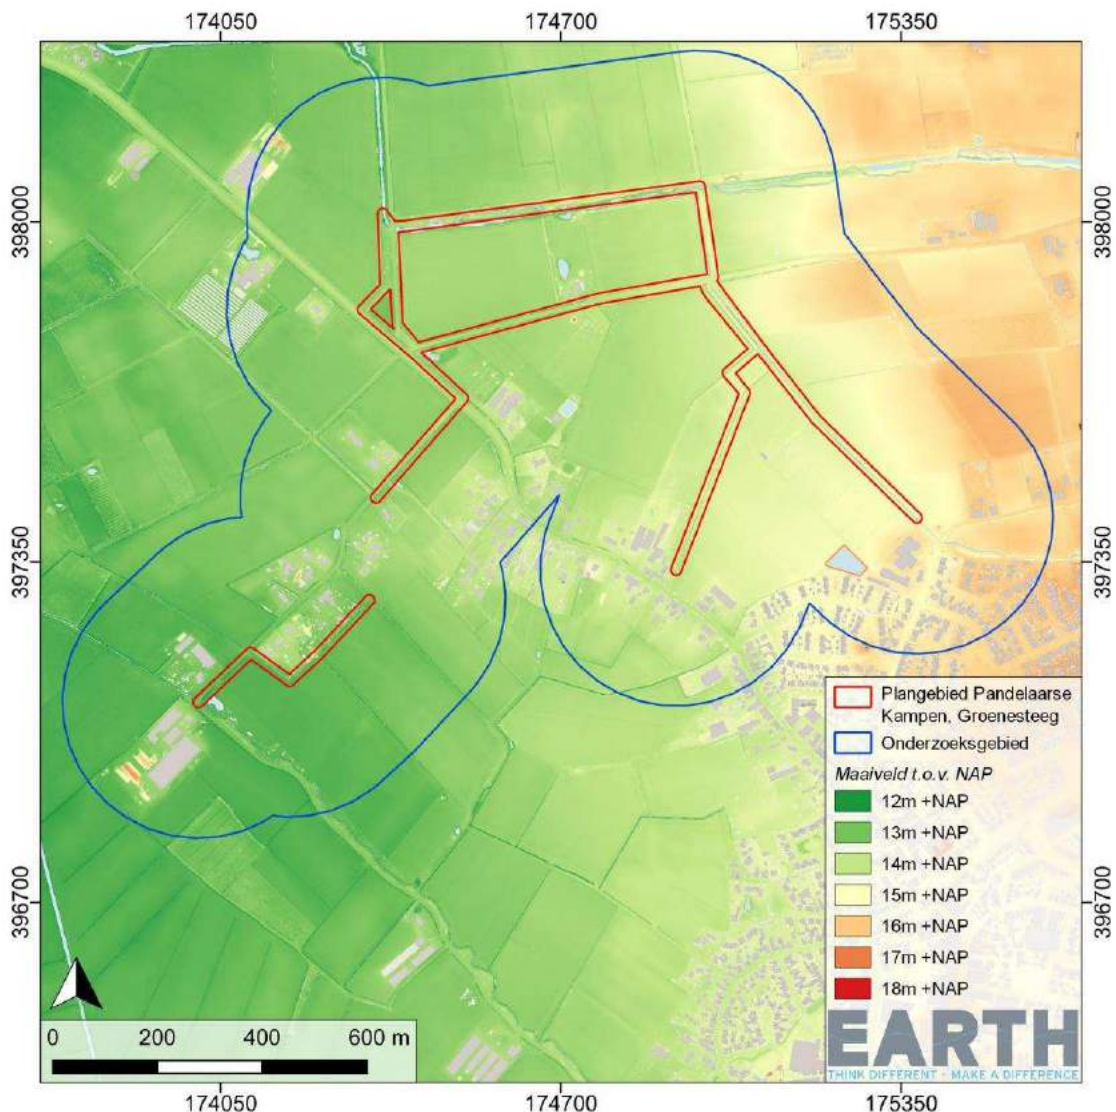 174050 174700 175350
398000 398000
397350 397350
Plangebied Pandelaarse
Kampen, Groenesteeg
Onderzoeksgebied
Maaiveld t.o.v. NAP
12m +NAP
13m +NAP
14m +NAP
15m +NAP
16m +NAP
17m +NAP
18m +NAP
396700 396700
0 200 400 600 m
EARTH
THINK DIFFERENT - MAKE A DIFFERENCE
174050 174700 175350